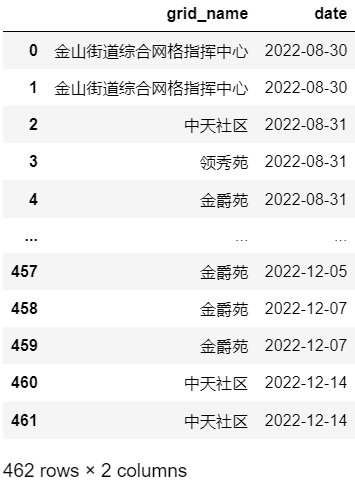 grid_name date
0 金山街道综合网格指挥中心 2022-08-30
1 金山街道综合网格指挥中心 2022-08-30
2 中天社区 2022-08-31
3 领秀苑 2022-08-31
4 金爵苑 2022-08-31
... ... ...
457 金爵苑 2022-12-05
458 金爵苑 2022-12-07
459 金爵苑 2022-12-07
460 中天社区 2022-12-14
461 中天社区 2022-12-14
462 rows × 2 columns